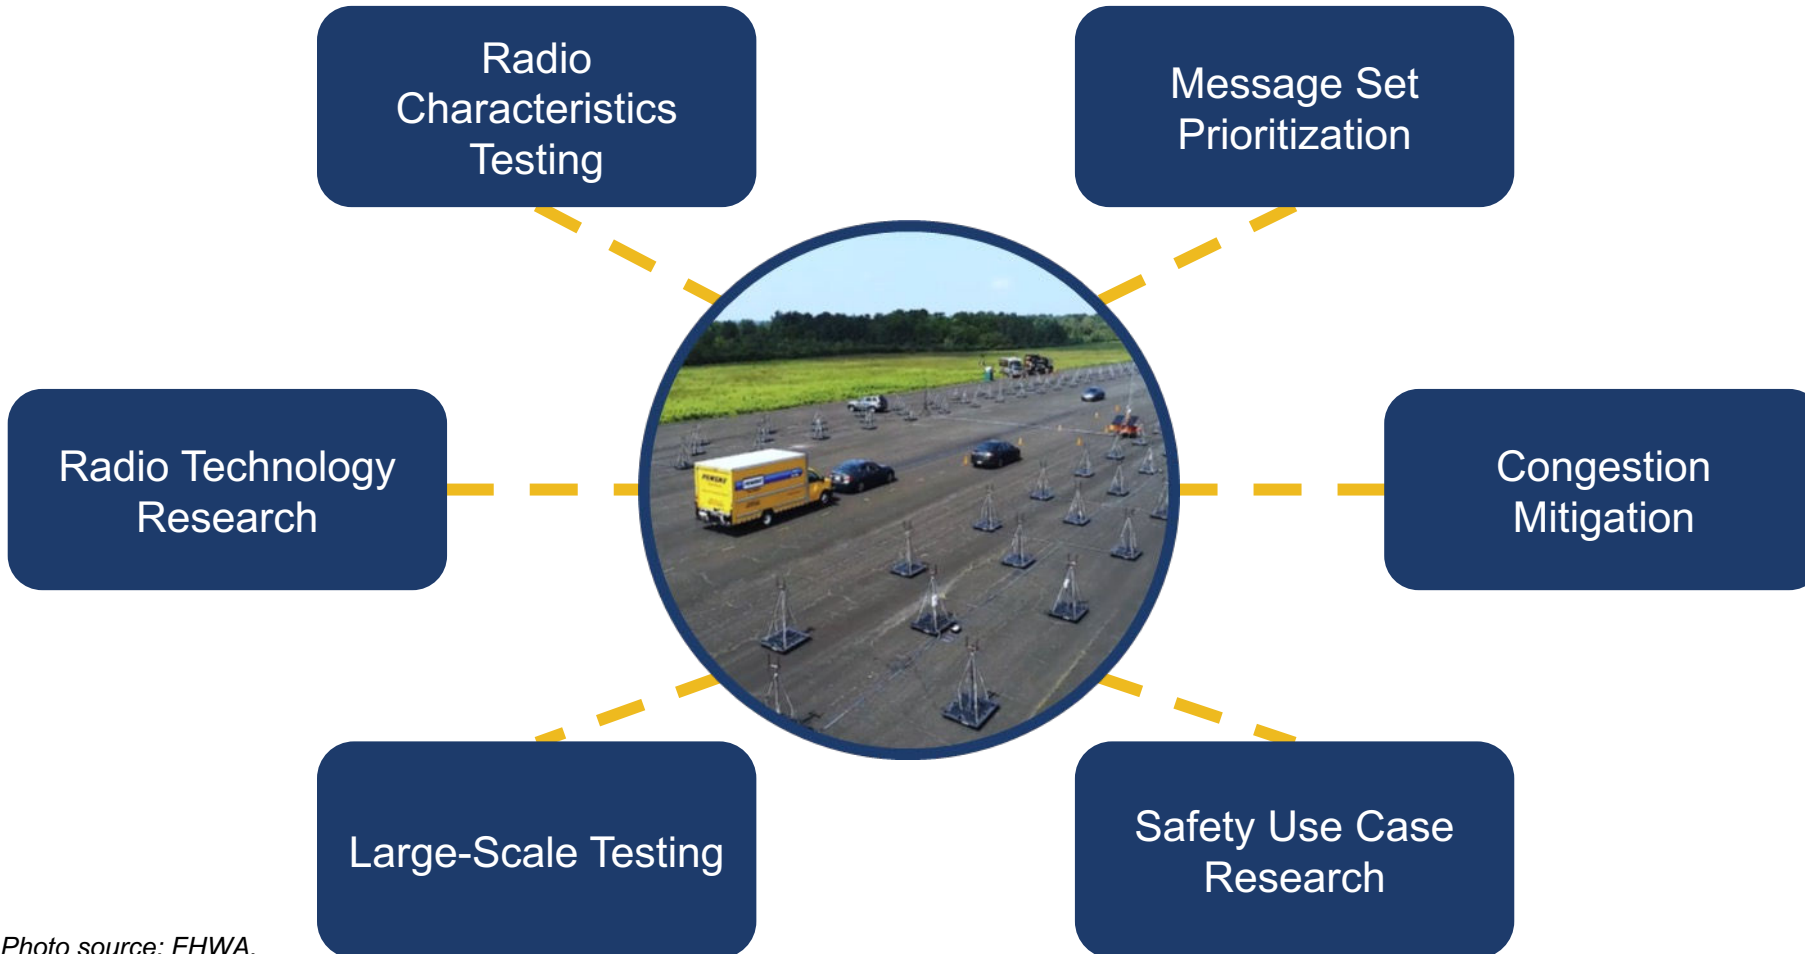 Radio
Characteristics
Testing
Message Set
Prioritization
Radio Technology
Research
Congestion
Mitigation
PENSKE
Large-Scale Testing
Safety Use Case
Research
Photo source: FHWA.